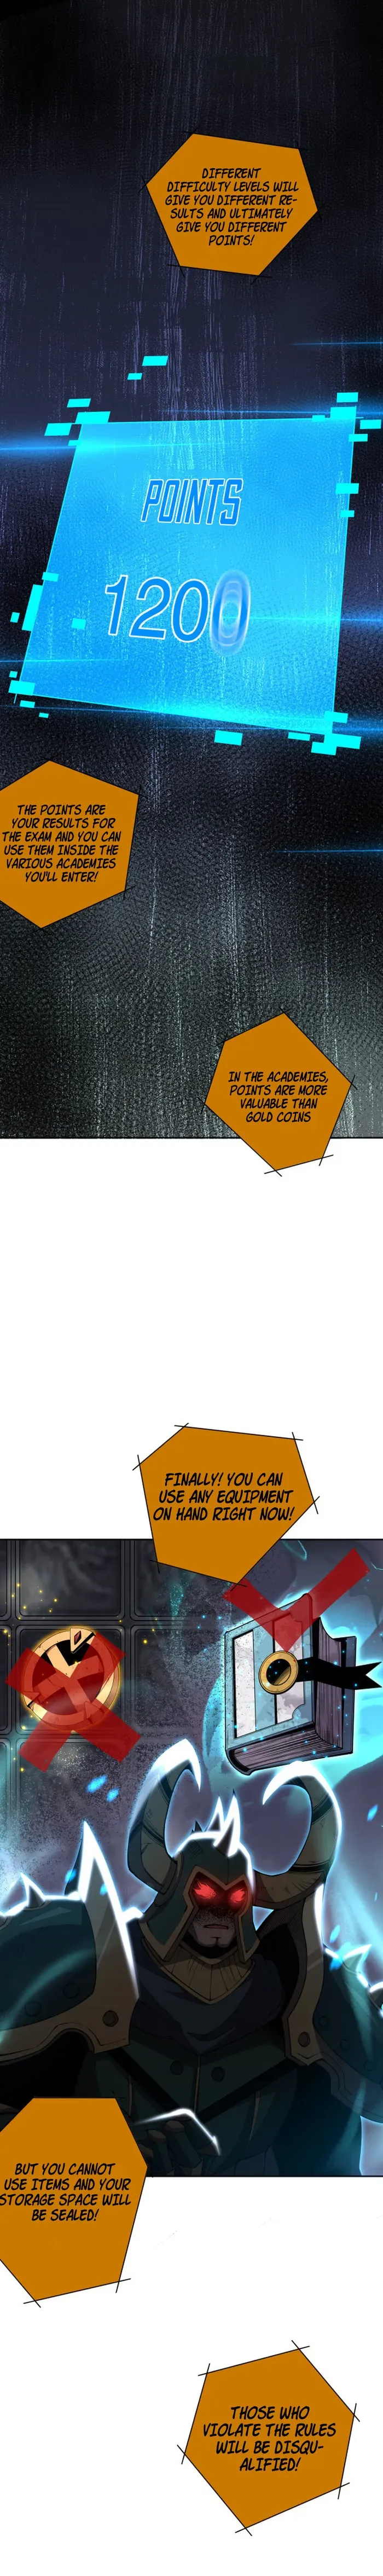 DIFFERENT
DIFFICULTY LEVELS WILL
GIVE YOU DIFFERENT RE-
SULTS AND ULTIMATELY
GIVE YOU DIFFERENT
POINTS!
POINTS
1200
THE POINTS ARE
YOUR RESULTS FOR
THE EXAM AND YOU CAN
USE THEM INSIDE THE
VARIOUS ACADEMIES
YOU'LL ENTER!
IN THE ACADEMIES,
POINTS ARE MORE
VALUABLE THAN
GOLD COINS
FINALLY! YOU CAN
USE ANY EQUIPMENT
ON HAND RIGHT NOW!
BUT YOU CANNOT
USE ITEMS AND YOUR
STORAGE SPACE WILL
BE SEALED!
THOSE WHO
VIOLATE THE RULES
WILL BE DISQU-
ALIFIED!